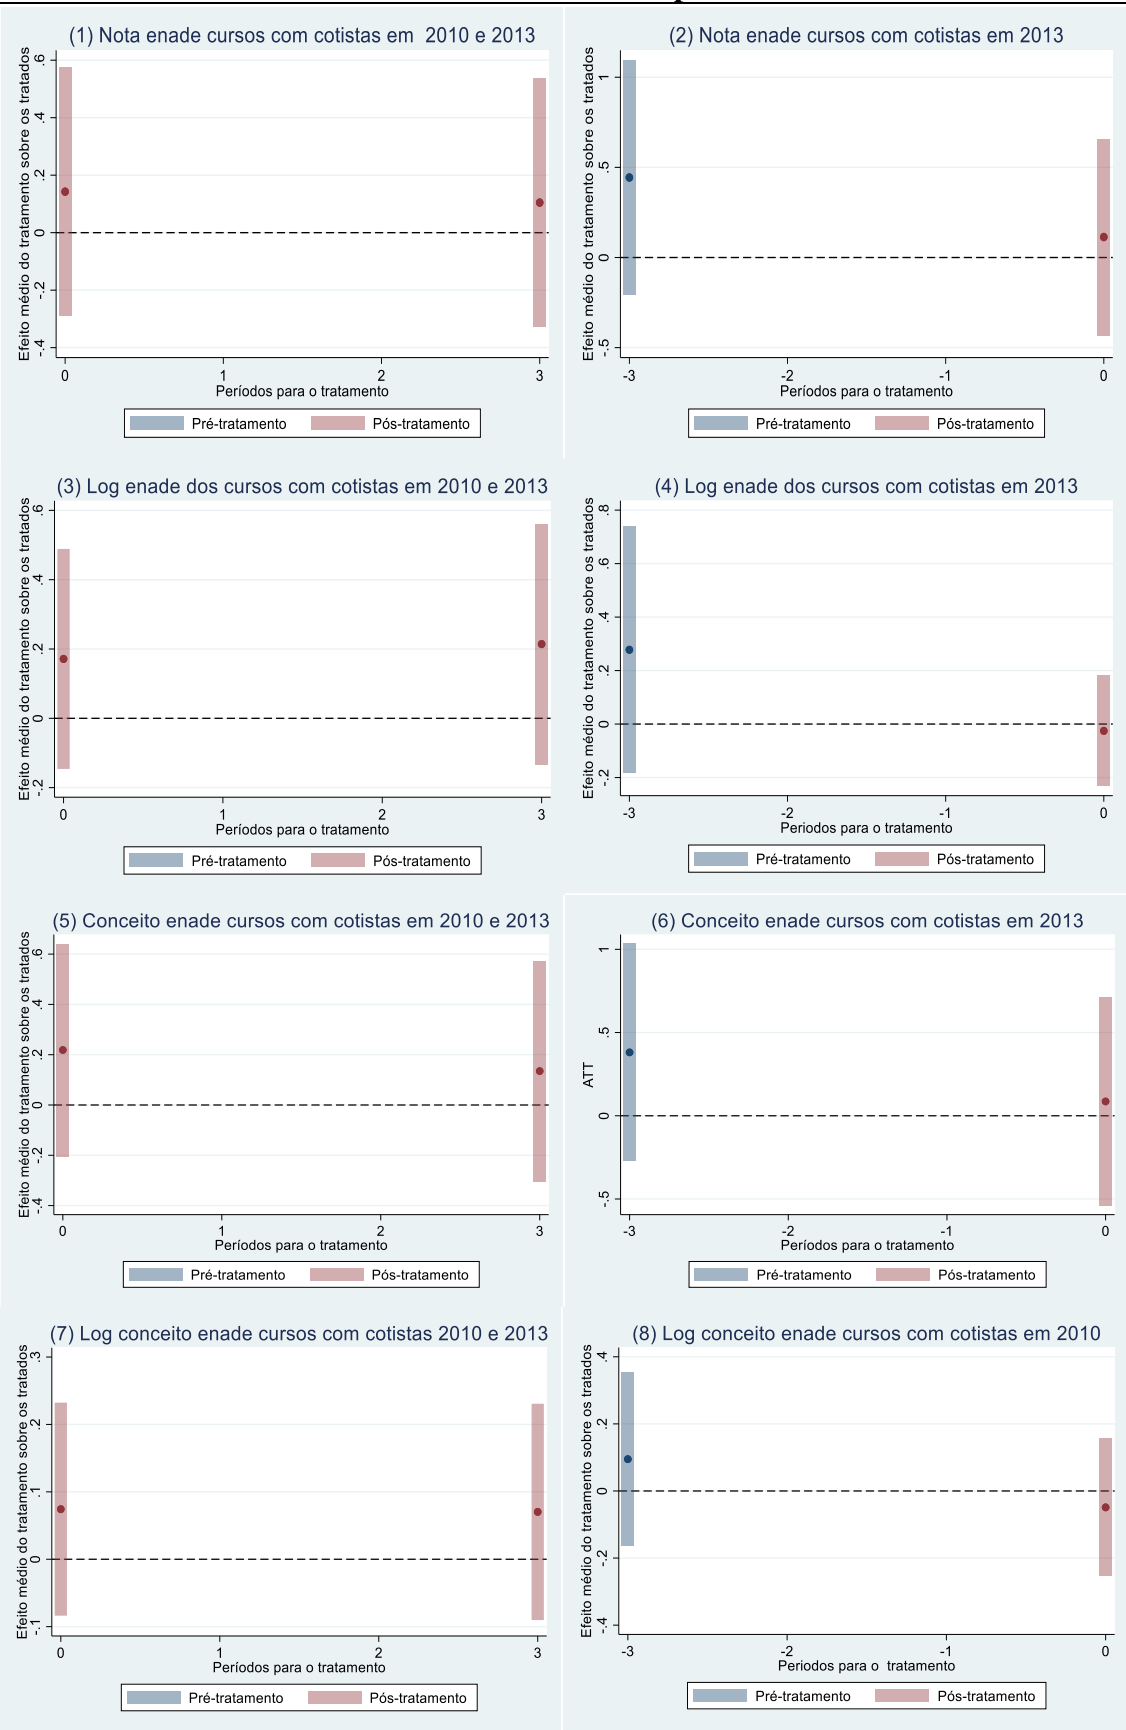 (1) Nota enade cursos com cotistas em  2010 e 2013
Efeito médio do tratamento sobre os tratados
.6
.4
.2
0
-.2
-.4
0 1 2 3
Períodos para o tratamento
Pré-tratamento Pós-tratamento
(2) Nota enade cursos com cotistas em 2013
Efeito médio do tratamento sobre os tratados
1
.5
0
-.5
-3 -2 -1 0
Períodos para o tratamento
Pré-tratamento Pós-tratamento
(3) Log enade dos cursos com cotistas em 2010 e 2013
Efeito médio do tratamento sobre os tratados
.6
.4
.2
0
-.2
0 1 2 3
Períodos para o tratamento
Pré-tratamento Pós-tratamento
(4) Log enade dos cursos com cotistas em 2013
Efeito médio do tratamento sobre os tratados
.8
.6
.4
.2
0
-.2
-3 -2 -1 0
Periodos para o tratamento
Pré-tratamento Pós-tratamento
(5) Conceito enade cursos com cotistas em 2010 e 2013
Efeito médio do tratamento sobre os tratados
.6
.4
.2
0
-.2
-.4
0 1 2 3
Períodos para o tratamento
Pré-tratamento Pós-tratamento
(6) Conceito enade cursos com cotistas em 2013
ATT
1
.5
0
-.5
-3 -2 -1 0
Períodos para o tratamento
Pré-tratamento Pós-tratamento
(7) Log conceito enade cursos com cotistas 2010 e 2013
Efeito médio do tratamento sobre os tratados
.3
.2
.1
0
-.1
0 1 2 3
Períodos para o tratamento
Pré-tratamento Pós-tratamento
(8) Log conceito enade cursos com cotistas em 2010
Efeito médio do tratamento sobre os tratados
.4
.2
0
-.2
-.4
-3 -2 -1 0
Periodos para o  tratamento
Pré-tratamento Pós-tratamento